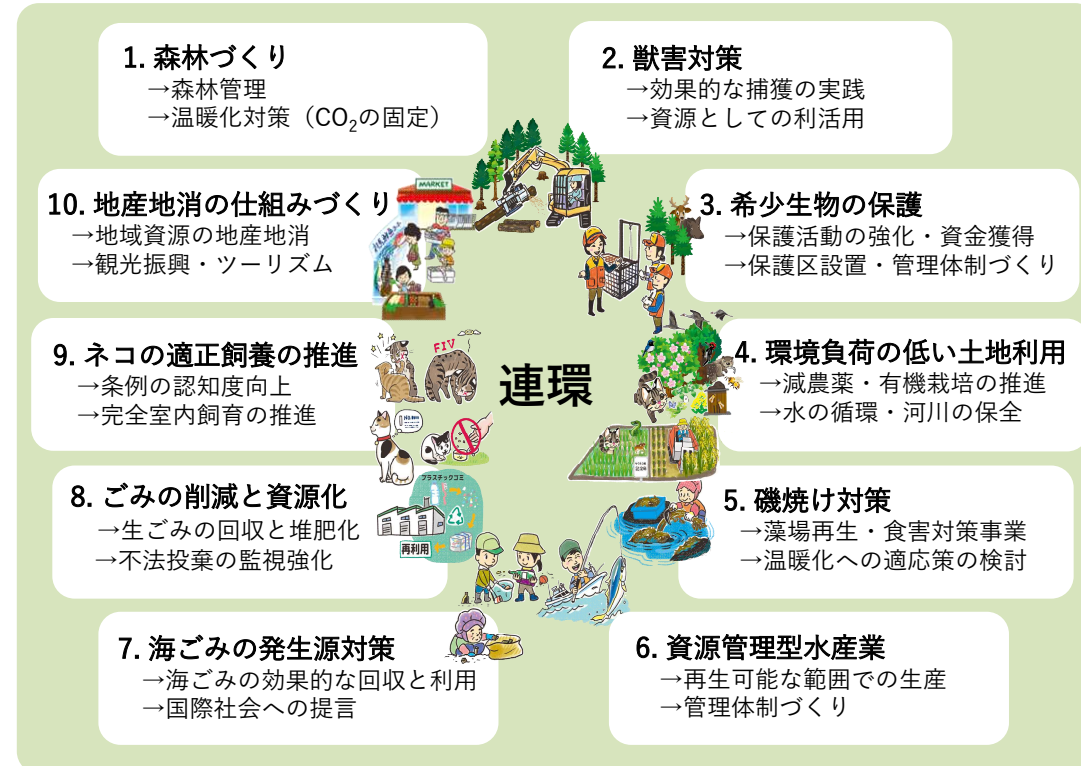 1. 森林づくり
→森林管理
→温暖化対策（CO₂の固定）
2. 獣害対策
→効果的な捕獲の実践
→資源としての利活用
3. 希少生物の保護
→保護活動の強化・資金獲得
→保護区設置・管理体制づくり
4. 環境負荷の低い土地利用
→減農薬・有機栽培の推進
→水の循環・河川の保全
5. 磯焼け対策
→藻場再生・食害対策事業
→温暖化への適応策の検討
6. 資源管理型水産業
→再生可能な範囲での生産
→管理体制づくり
7. 海ごみの発生源対策
→海ごみの効果的な回収と利用
→国際社会への提言
8. ごみの削減と資源化
→生ごみの回収と堆肥化
→不法投棄の監視強化
9. ネコの適正飼養の推進
→条例の認知度向上
→完全室内飼育の推進
10. 地産地消の仕組みづくり
→地域資源の地産地消
→観光振興・ツーリズム
連環
MARKET
FIV
プラスチックゴミ
再利用